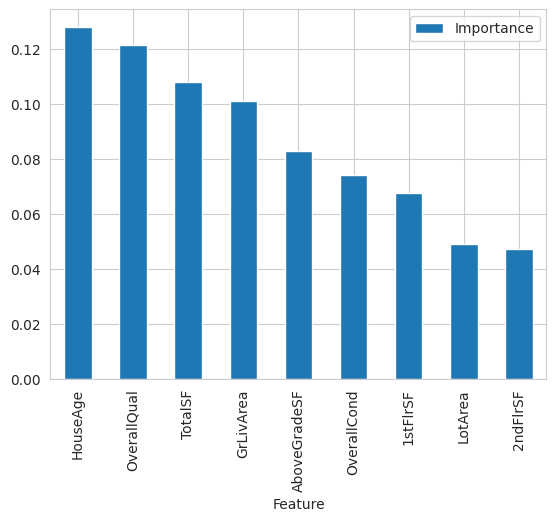 Importance
0.12
0.10
0.08
0.06
0.04
0.02
0.00
HouseAge
OverallQual
TotalSF
GrLivArea
AboveGradeSF
OverallCond
1stFlrSF
LotArea
2ndFlrSF
Feature